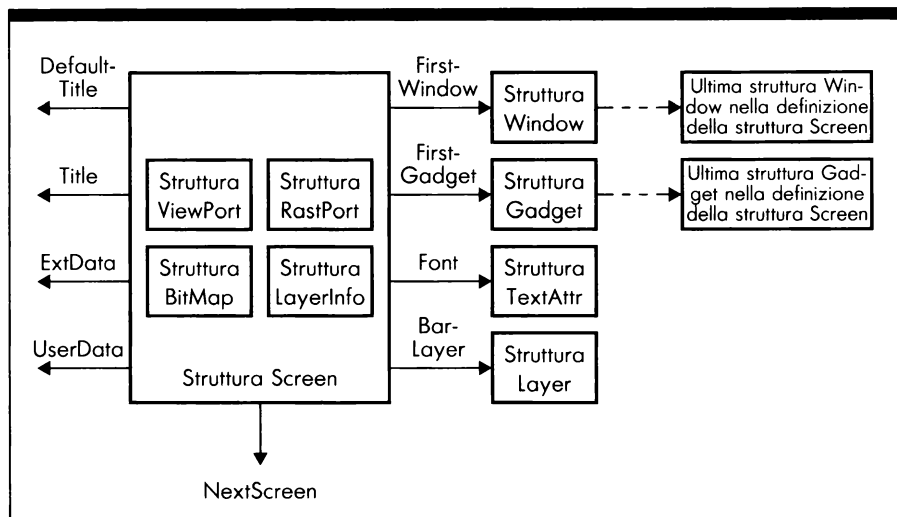 Default-
Title
First-
Window
Struttura
Window
Ultima struttura Win-
dow nella definizione
della struttura Screen
Title
Struttura
ViewPort
Struttura
RastPort
First-
Gadget
Struttura
Gadget
Ultima struttura Gad-
get nella definizione
della struttura Screen
ExtData
Struttura
BitMap
Struttura
LayerInfo
Font
Struttura
TextAttr
UserData
Struttura Screen
Bar-
Layer
Struttura
Layer
NextScreen